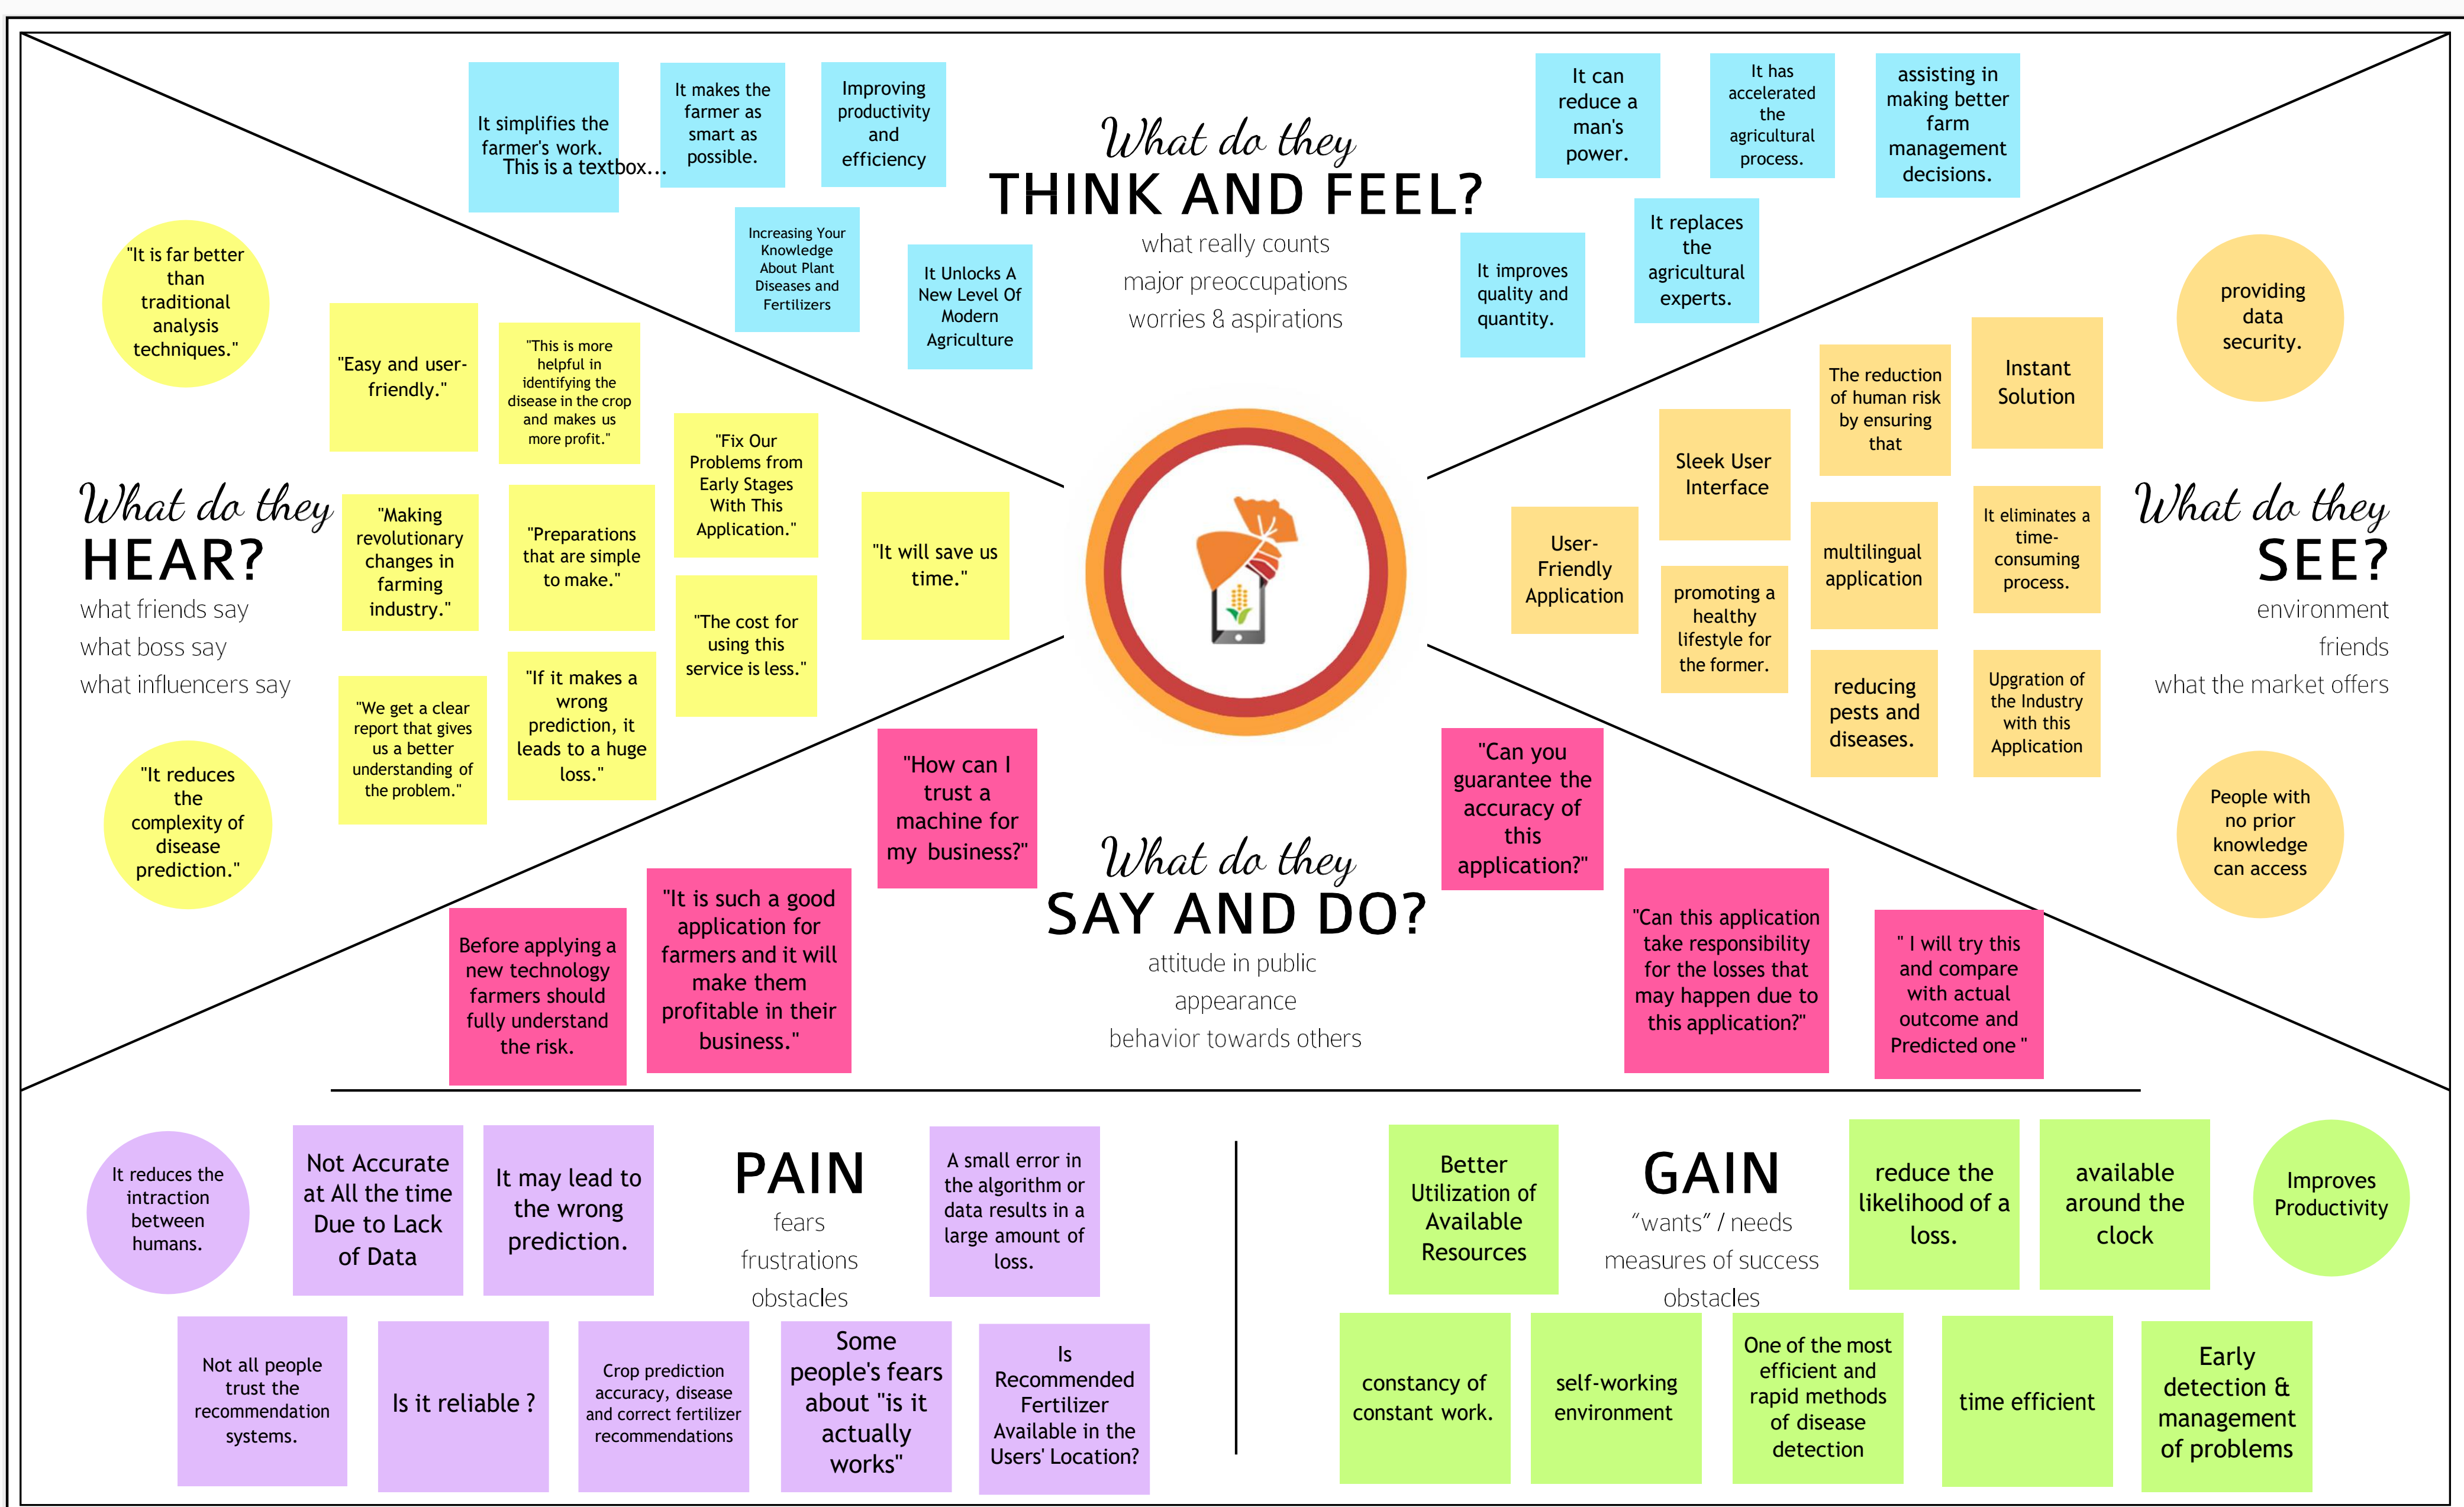 It simplifies the
farmer's work.
This is a textbox...
It makes the
farmer as
smart as
possible.
Improving
productivity
and
efficiency
Increasing Your
Knowledge
About Plant
Diseases and
Fertilizers
It Unlocks A
New Level Of
Modern
Agriculture
What do they
THINK AND FEEL?
what really counts
major preoccupations
worries & aspirations
It can
reduce a
man's
power.
It has
accelerated
the
agricultural
process.
assisting in
making better
farm
management
decisions.
It improves
quality and
quantity.
It replaces
the
agricultural
experts.
"It is far better
than
traditional
analysis
techniques."
"Easy and user-
friendly."
"This is more
helpful in
identifying the
disease in the crop
and makes us
more profit."
"Fix Our
Problems from
Early Stages
With This
Application."
What do they
HEAR?
what friends say
what boss say
what influencers say
"Making
revolutionary
changes in
farming
industry."
"Preparations
that are simple
to make."
"It will save us
time."
"The cost for
using this
service is less."
"We get a clear
report that gives
us a better
understanding of
the problem."
"If it makes a
wrong
prediction, it
leads to a huge
loss."
"It reduces
the
complexity of
disease
prediction."
providing
data
security.
Instant
Solution
The reduction
of human risk
by ensuring
that
Sleek User
Interface
User-
Friendly
Application
multilingual
application
It eliminates a
time-
consuming
process.
What do they
SEE?
environment
friends
what the market offers
promoting a
healthy
lifestyle for
the former.
reducing
pests and
diseases.
Upgration of
the Industry
with this
Application
People with
no prior
knowledge
can access
"How can I
trust a
machine for
my business?"
"Can you
guarantee the
accuracy of
this
application?"
What do they
SAY AND DO?
attitude in public
appearance
behavior towards others
Before applying a
new technology
farmers should
fully understand
the risk.
"It is such a good
application for
farmers and it will
make them
profitable in their
business."
"Can this application
take responsibility
for the losses that
may happen due to
this application?"
" I will try this
and compare
with actual
outcome and
Predicted one "
It reduces the
intraction
between
humans.
Not Accurate
at All the time
Due to Lack
of Data
It may lead to
the wrong
prediction.
PAIN
fears
frustrations
obstacles
A small error in
the algorithm or
data results in a
large amount of
loss.
Not all people
trust the
recommendation
systems.
Is it reliable ?
Crop prediction
accuracy, disease
and correct fertilizer
recommendations
Some
people's fears
about "is it
actually
works"
Is
Recommended
Fertilizer
Available in the
Users' Location?
Better
Utilization of
Available
Resources
GAIN
“wants” / needs
measures of success
obstacles
reduce the
likelihood of a
loss.
available
around the
clock
Improves
Productivity
constancy of
constant work.
self-working
environment
One of the most
efficient and
rapid methods
of disease
detection
time efficient
Early
detection &
management
of problems